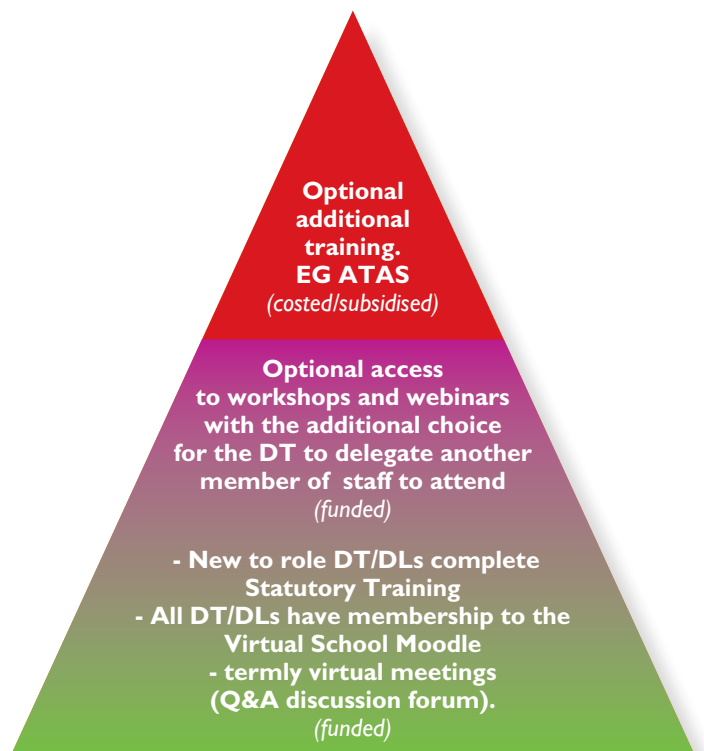 Optional
additional
training.
EG ATAS
(costed/subsidised)
Optional access
to workshops and webinars
with the additional choice
for the DT to delegate another
member of staff to attend
(funded)
- New to role DT/DLs complete
Statutory Training
- All DT/DLs have membership to the
Virtual School Moodle
- termly virtual meetings
(Q&A discussion forum).
(funded)